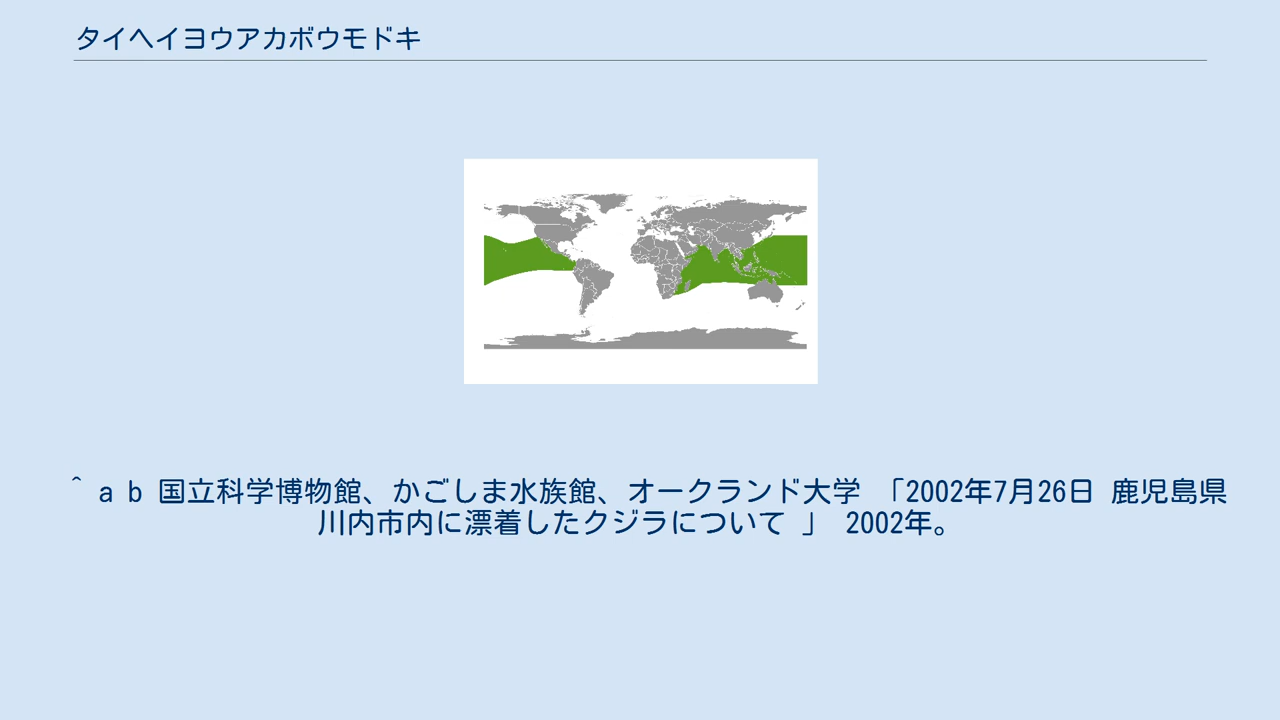 タイヘイヨウアカボウモドキ
^ a b 国立科学博物館、かごしま水族館、オークランド大学 「2002年7月26日 鹿児島県
川内市内に漂着したクジラについて 」 2002年。